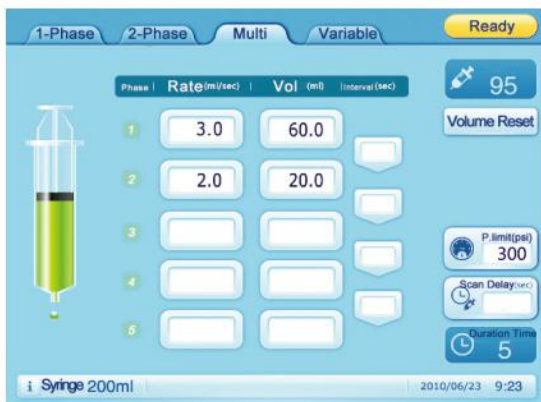 1-Phase 2-Phase Multi Variable Ready
Phase Rate(ml/sec) Vol (ml) Interval(sec)
95
Volume Reset
1 3.0 60.0
2 2.0 20.0
3
P.limit(psi)
300
4
Scan Delay(sec)
5
Duration Time
5
i Syringe 200ml 2010/06/23 9:23